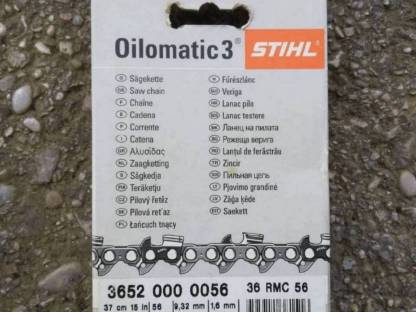 Oilomatic 3® STIHL
Sägekette
Saw chain
Chaîne
Cadena
Corrente
Catena
Αλυσίδας
Zaagketting
Sågkedja
Teräketju
Pilový řetěz
Pilová reťaz
Łańcuch tnący
Fűrészlánc
Veriga
Lanac pile
Lanac testere
Ланец на пилата
Режеща верига
Lanţul de ferăstrău
Zincir
Пильная цепь
Pjovimo grandinė
Zāģa ķēde
Saekett
3652 000 0056 36 RMC 56
37 cm 15 in 56 9,32 mm 1,6 mm